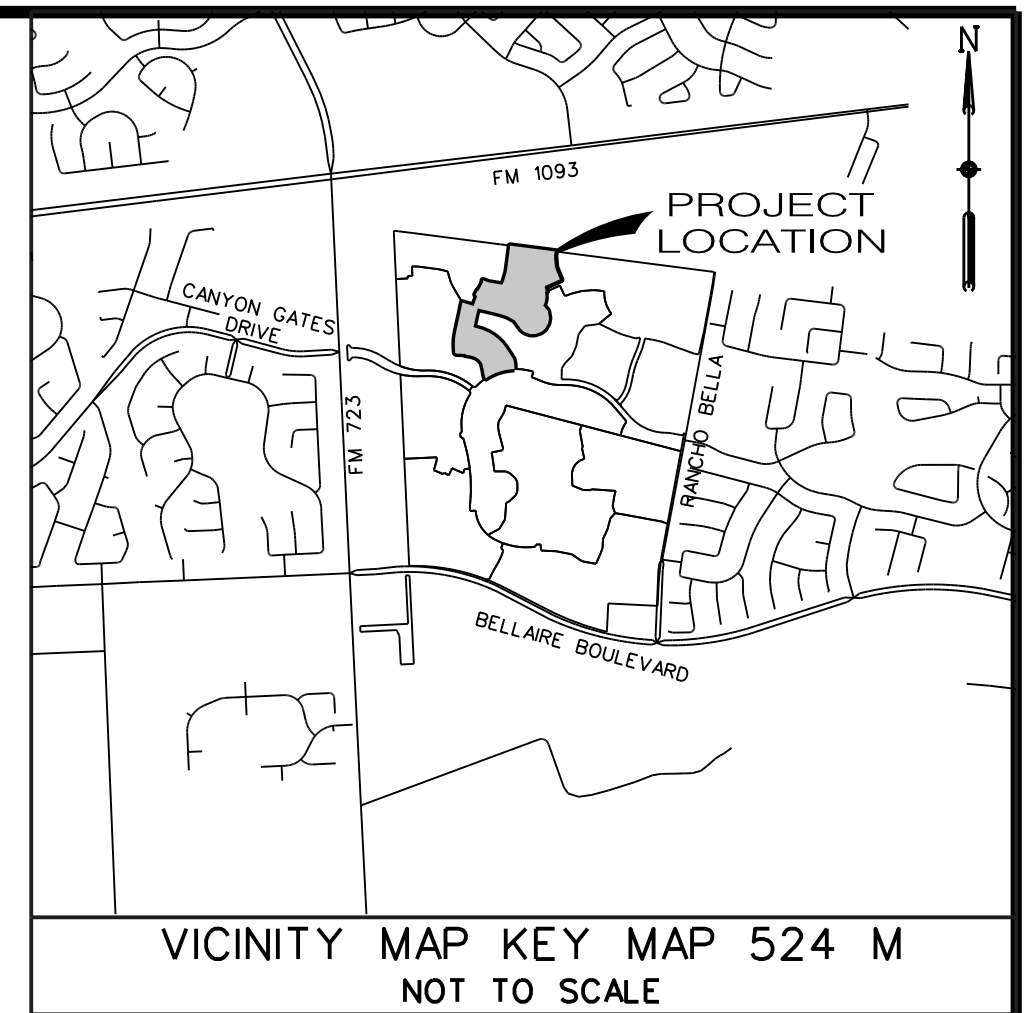 N
FM 1093
PROJECT
LOCATION
CANYON GATES
DRIVE
FM 723
RANCHO BELLA
BELLAIRE BOULEVARD
VICINITY MAP KEY MAP 524 M
NOT TO SCALE